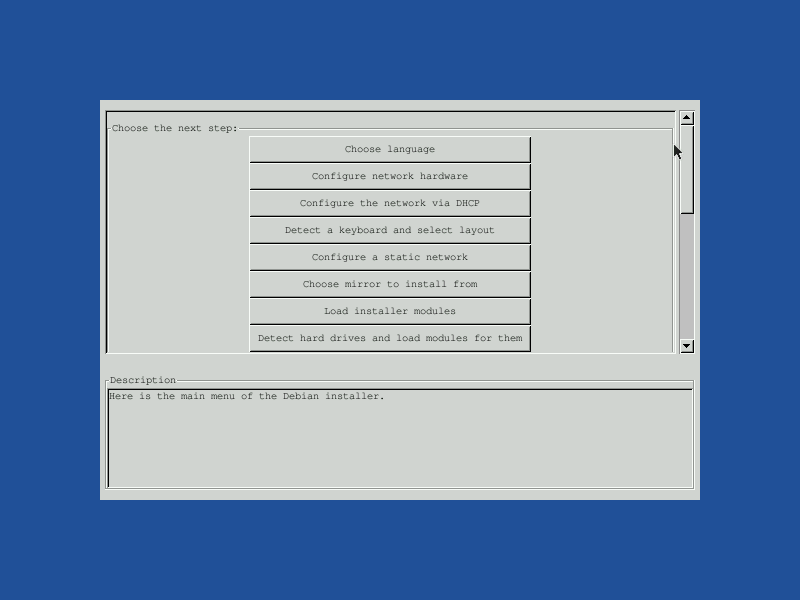 Choose the next step:
Choose language
Configure network hardware
Configure the network via DHCP
Detect a keyboard and select layout
Configure a static network
Choose mirror to install from
Load installer modules
Detect hard drives and load modules for them
Description
Here is the main menu of the Debian installer.